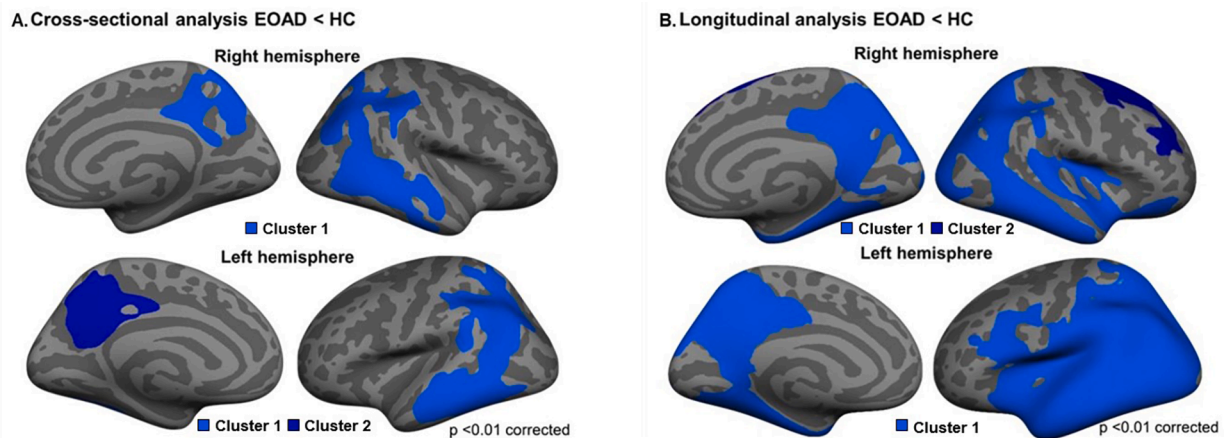 A. Cross-sectional analysis EOAD < HC
Right hemisphere
Cluster 1
Left hemisphere
Cluster 1 Cluster 2
p <0.01 corrected
B. Longitudinal analysis EOAD < HC
Right hemisphere
Cluster 1 Cluster 2
Left hemisphere
Cluster 1
p <0.01 corrected